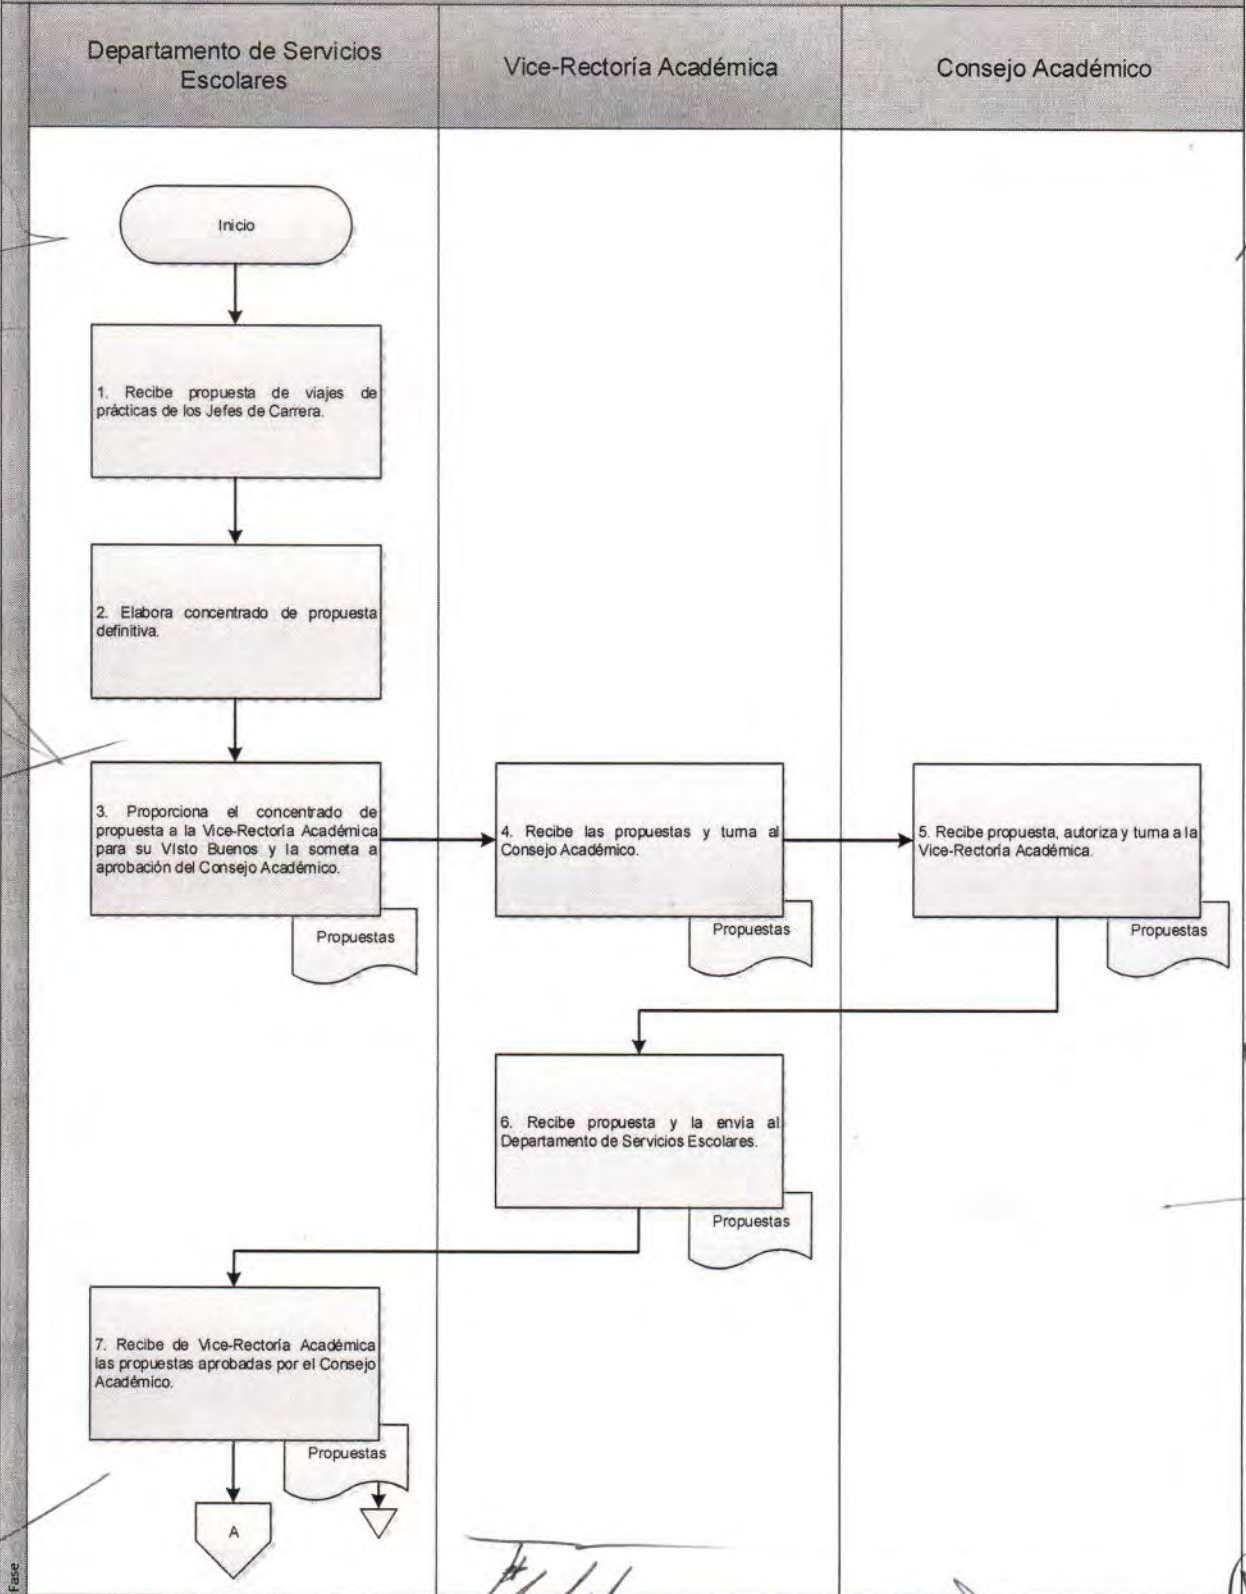 Departamento de Servicios
Escolares
Vice-Rectoría Académica
Consejo Académico
Inicio
1. Recibe propuesta de viajes de
prácticas de los Jefes de Carrera.
2. Elabora concentrado de propuesta
definitiva.
3. Proporciona el concentrado de
propuesta a la Vice-Rectoría Académica
para su VIsto Buenos y la someta a
aprobación del Consejo Académico.
Propuestas
4. Recibe las propuestas y turna al
Consejo Académico.
Propuestas
5. Recibe propuesta, autoriza y turna a la
Vice-Rectoría Académica.
Propuestas
6. Recibe propuesta y la envía al
Departamento de Servicios Escolares.
Propuestas
7. Recibe de Vice-Rectoría Académica
las propuestas aprobadas por el Consejo
Académico.
Propuestas
A
Fase